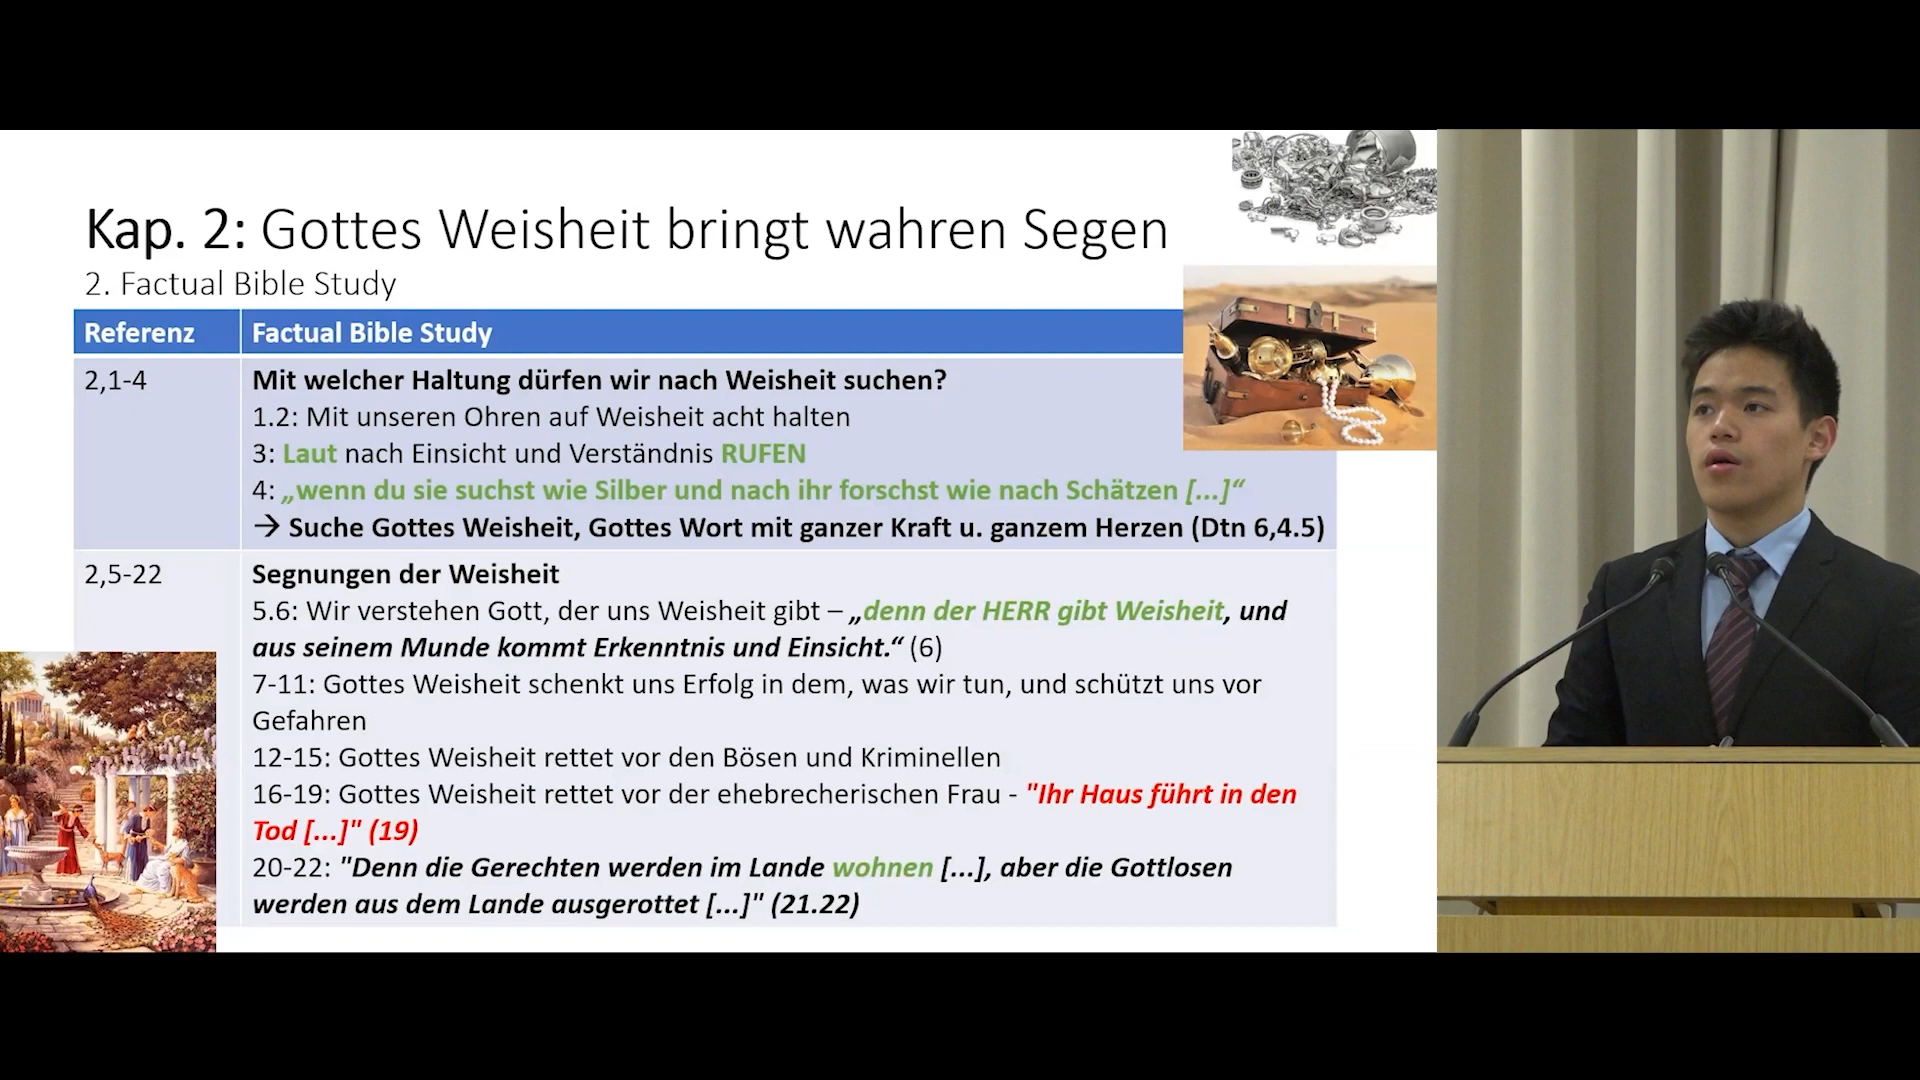 Kap. 2: Gottes Weisheit bringt wahren Segen
2. Factual Bible Study
Referenz
Factual Bible Study
2,1-4
Mit welcher Haltung dürfen wir nach Weisheit suchen?
1.2: Mit unseren Ohren auf Weisheit acht halten
3: Laut nach Einsicht und Verständnis RUFEN
4: „wenn du sie suchst wie Silber und nach ihr forschst wie nach Schätzen [...]“
→ Suche Gottes Weisheit, Gottes Wort mit ganzer Kraft u. ganzem Herzen (Dtn 6,4.5)
2,5-22
Segnungen der Weisheit
5.6: Wir verstehen Gott, der uns Weisheit gibt – „denn der HERR gibt Weisheit, und
aus seinem Munde kommt Erkenntnis und Einsicht.“ (6)
7-11: Gottes Weisheit schenkt uns Erfolg in dem, was wir tun, und schützt uns vor
Gefahren
12-15: Gottes Weisheit rettet vor den Bösen und Kriminellen
16-19: Gottes Weisheit rettet vor der ehebrecherischen Frau - "Ihr Haus führt in den
Tod [...]" (19)
20-22: "Denn die Gerechten werden im Lande wohnen [...], aber die Gottlosen
werden aus dem Lande ausgerottet [...]" (21.22)